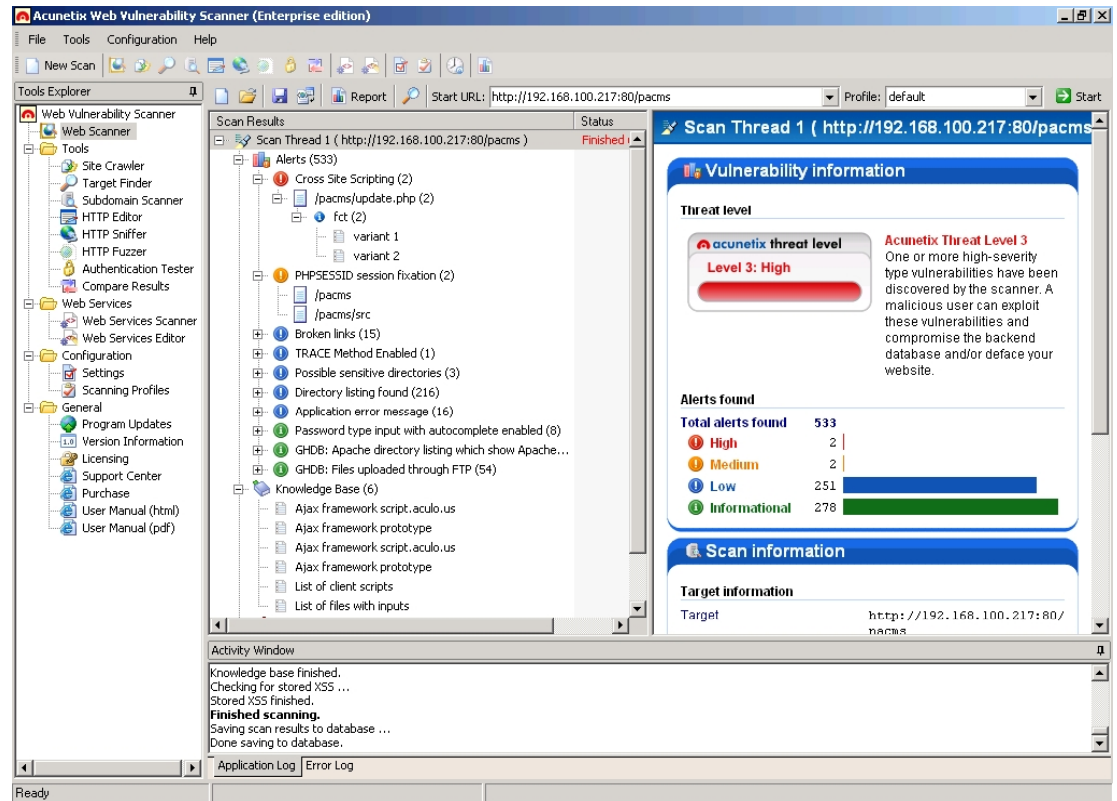 Acunetix Web Vulnerability Scanner (Enterprise edition)
File Tools Configuration Help
New Scan
Tools Explorer
Web Vulnerability Scanner
Web Scanner
Tools
Site Crawler
Target Finder
Subdomain Scanner
HTTP Editor
HTTP Sniffer
HTTP Fuzzer
Authentication Tester
Compare Results
Web Services
Web Services Scanner
Web Services Editor
Configuration
Settings
Scanning Profiles
General
Program Updates
1.0 Version Information
Licensing
Support Center
Purchase
User Manual (html)
User Manual (pdf)
Report Start URL: http://192.168.100.217:80/pacms Profile: default Start
Scan Results Status
Scan Thread 1 ( http://192.168.100.217:80/pacms ) Finished (
Alerts (533)
Cross Site Scripting (2)
/pacms/update.php (2)
fct (2)
variant 1
variant 2
PHPSESSID session fixation (2)
/pacms
/pacms/src
Broken links (15)
TRACE Method Enabled (1)
Possible sensitive directories (3)
Directory listing found (216)
Application error message (16)
Password type input with autocomplete enabled (8)
GHDB: Apache directory listing which show Apache...
GHDB: Files uploaded through FTP (54)
Knowledge Base (6)
Ajax framework script.aculo.us
Ajax framework prototype
Ajax framework script.aculo.us
Ajax framework prototype
List of client scripts
List of files with inputs
Scan Thread 1 ( http://192.168.100.217:80/pacms
Vulnerability information
Threat level
acunetix threat level
Level 3: High
Acunetix Threat Level 3
One or more high-severity
type vulnerabilities have been
discovered by the scanner. A
malicious user can exploit
these vulnerabilities and
compromise the backend
database and/or deface your
website.
Alerts found
Total alerts found 533
High 2
Medium 2
Low 251
Informational 278
Scan information
Target information
Target http://192.168.100.217:80/
pacms
Activity Window
Knowledge base finished.
Checking for stored XSS ...
Stored XSS finished.
Finished scanning.
Saving scan results to database ...
Done saving to database.
Application Log Error Log
Ready